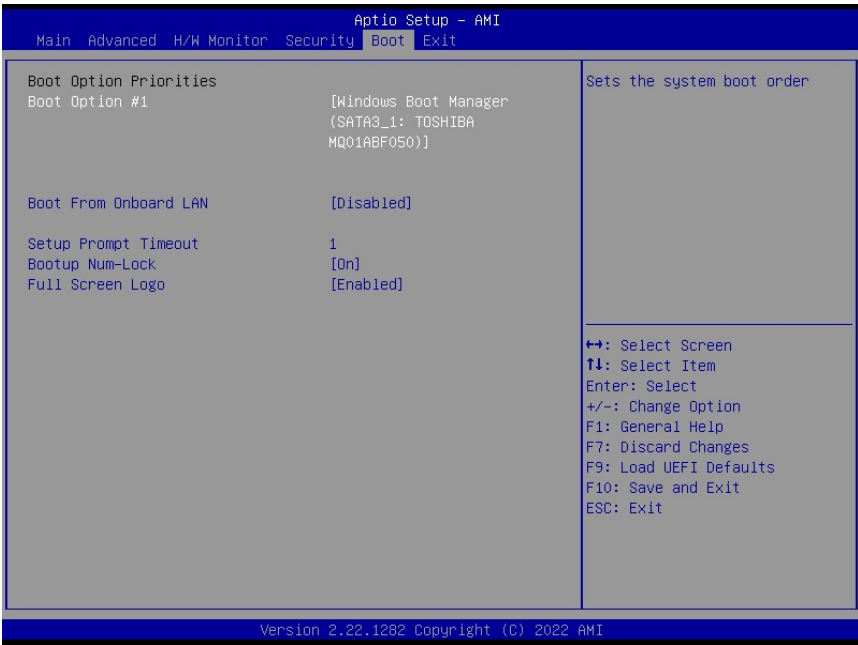 Aptio Setup – AMI
Main Advanced H/W Monitor Security Boot Exit
Boot Option Priorities
Boot Option #1 [Windows Boot Manager
(SATA3_1: TOSHIBA
MQ01ABF050)]
Boot From Onboard LAN [Disabled]
Setup Prompt Timeout 1
Bootup Num-Lock [On]
Full Screen Logo [Enabled]
Sets the system boot order
↔: Select Screen
↑↓: Select Item
Enter: Select
+/-: Change Option
F1: General Help
F7: Discard Changes
F9: Load UEFI Defaults
F10: Save and Exit
ESC: Exit
Version 2.22.1282 Copyright (C) 2022 AMI